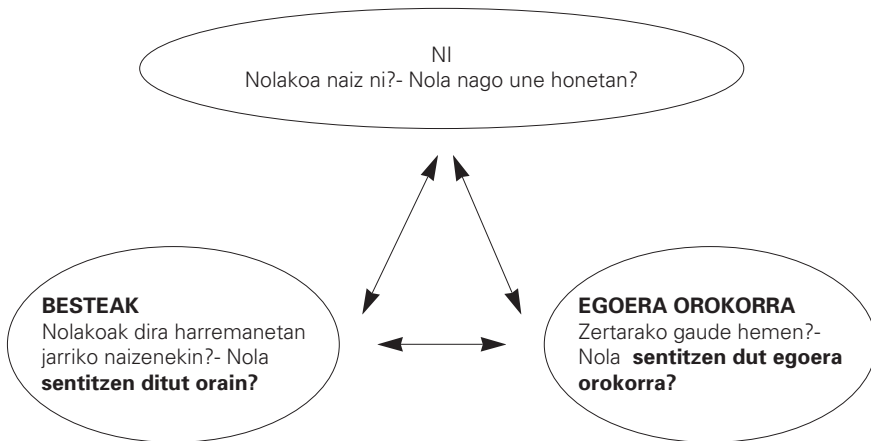 NI
Nolakoa naiz ni?- Nola nago une honetan?
BESTEAK
Nolakoak dira harremanetan
jarriko naizenekin?- Nola
sentitzen ditut orain?
EGOERA OROKORRA
Zertarako gaude hemen?-
Nola sentitzen dut egoera
orokorra?